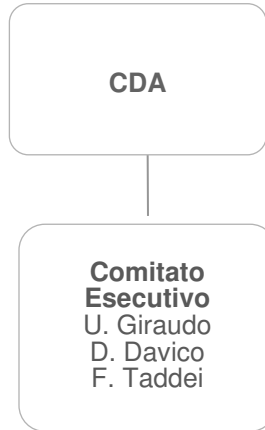 CDA
Comitato
Esecutivo
U. Giraudo
D. Davico
F. Taddei